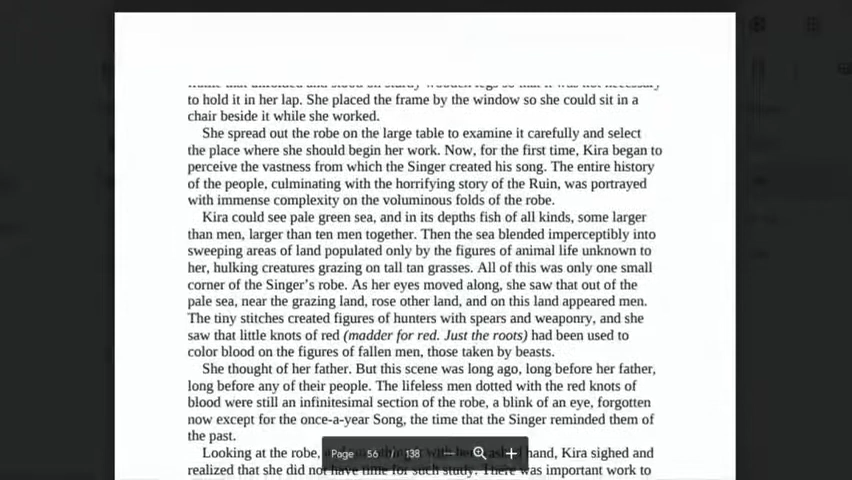 to hold it in her lap. She placed the frame by the window so she could sit in a
chair beside it while she worked.
She spread out the robe on the large table to examine it carefully and select
the place where she should begin her work. Now, for the first time, Kira began to
perceive the vastness from which the Singer created his song. The entire history
of the people, culminating with the horrifying story of the Ruin, was portrayed
with immense complexity on the voluminous folds of the robe.
Kira could see pale green sea, and in its depths fish of all kinds, some larger
than men, larger than ten men together. Then the sea blended imperceptibly into
sweeping areas of land populated only by the figures of animal life unknown to
her, hulking creatures grazing on tall tan grasses. All of this was only one small
corner of the Singer's robe. As her eyes moved along, she saw that out of the
pale sea, near the grazing land, rose other land, and on this land appeared men.
The tiny stitches created figures of hunters with spears and weaponry, and she
saw that little knots of red (madder for red. Just the roots) had been used to
color blood on the figures of fallen men, those taken by beasts.
She thought of her father. But this scene was long ago, long before her father,
long before any of their people. The lifeless men dotted with the red knots of
blood were still an infinitesimal section of the robe, a blink of an eye, forgotten
now except for the once-a-year Song, the time that the Singer reminded them of
the past.
Looking at the robe, hand, Kira sighed and
realized that she did not have time for such study. There was important work to
Page 56 / 138